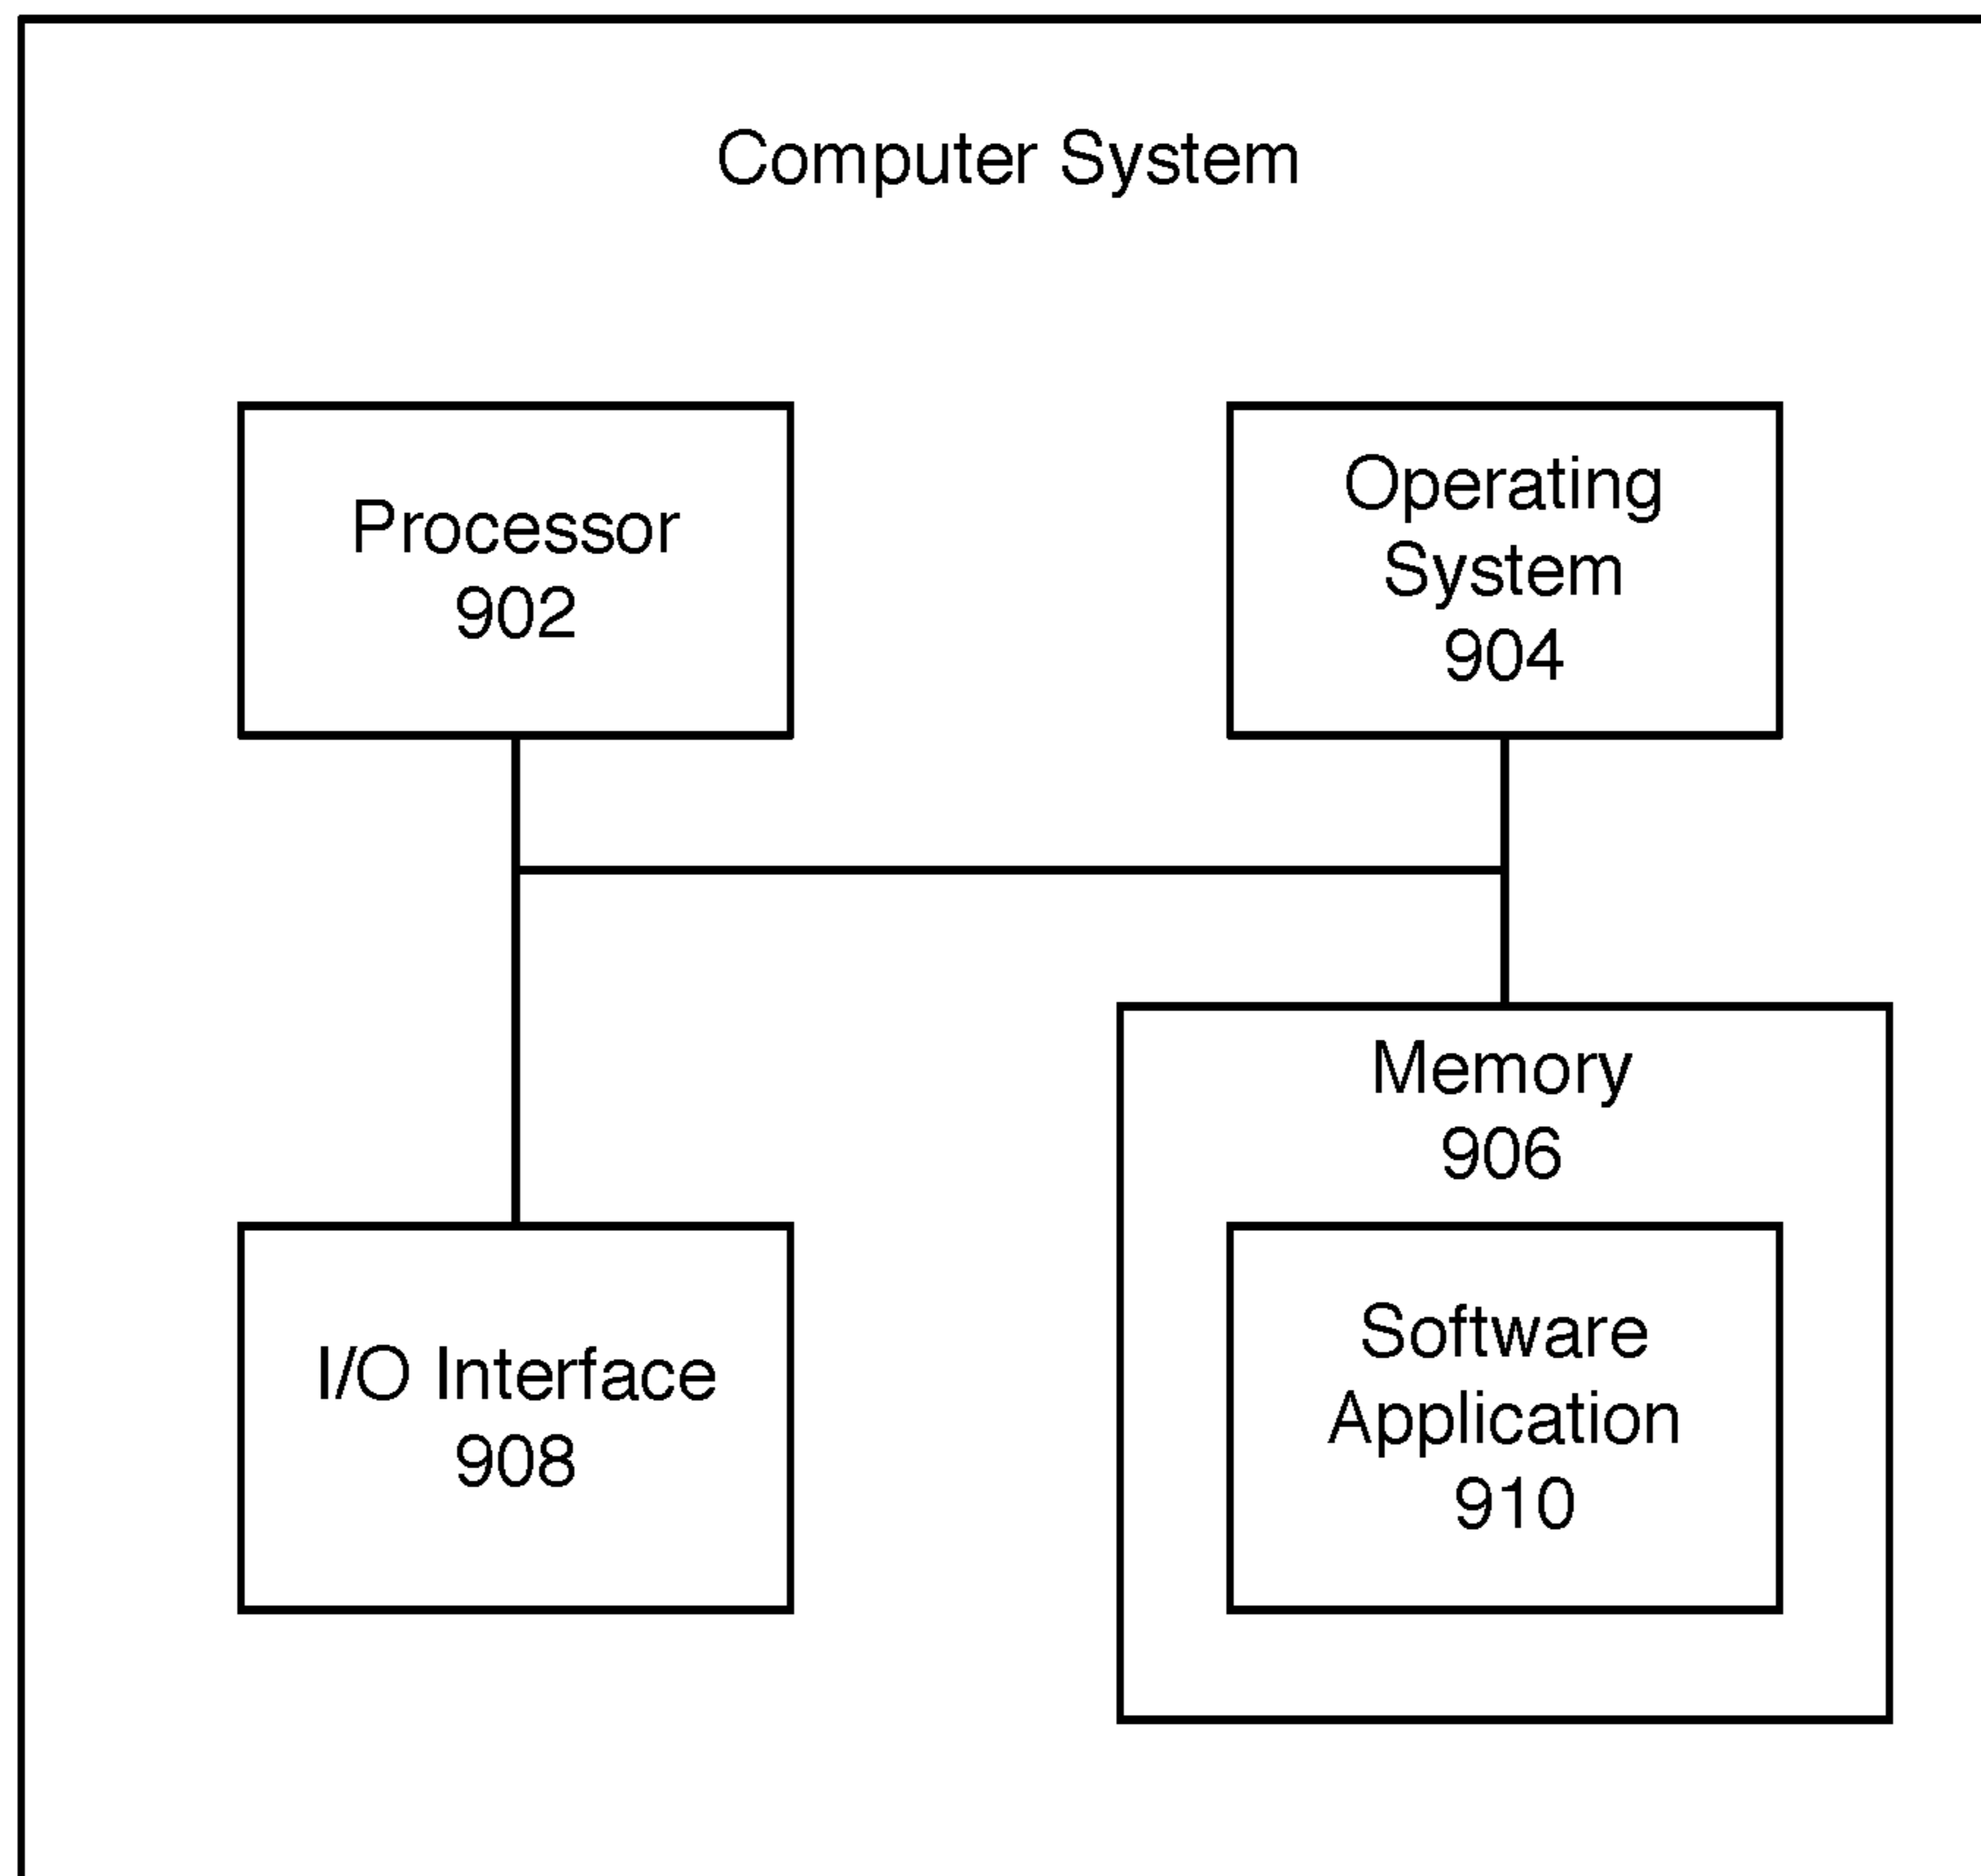 Computer System
Processor
902
Operating
System
904
Memory
906
I/O Interface
908
Software
Application
910